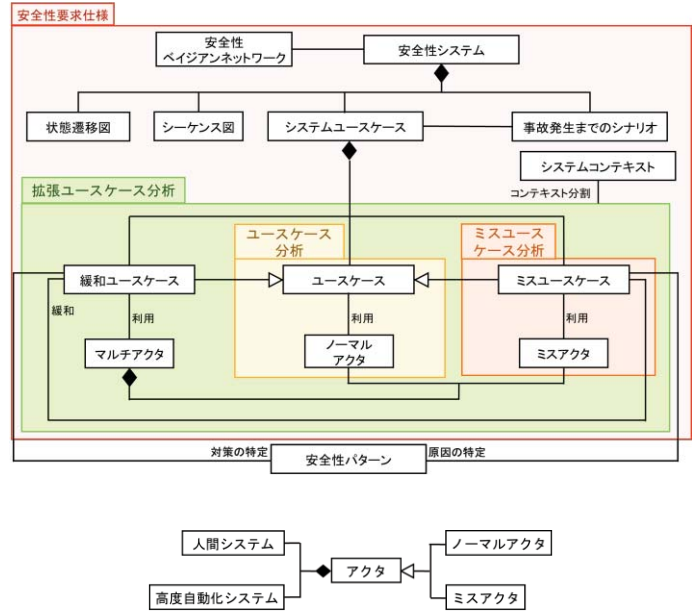 安全性要求仕様
安全性
ベイジアンネットワーク
安全性システム
状態遷移図
シーケンス図
システムユースケース
事故発生までのシナリオ
システムコンテキスト
コンテキスト分割
拡張ユースケース分析
ユースケース
分析
ミスユース
ケース分析
緩和ユースケース
ユースケース
ミスユースケース
緩和
利用
利用
利用
マルチアクタ
ノーマル
アクタ
ミスアクタ
対策の特定
安全性パターン
原因の特定
人間システム
アクタ
ノーマルアクタ
高度自動化システム
ミスアクタ